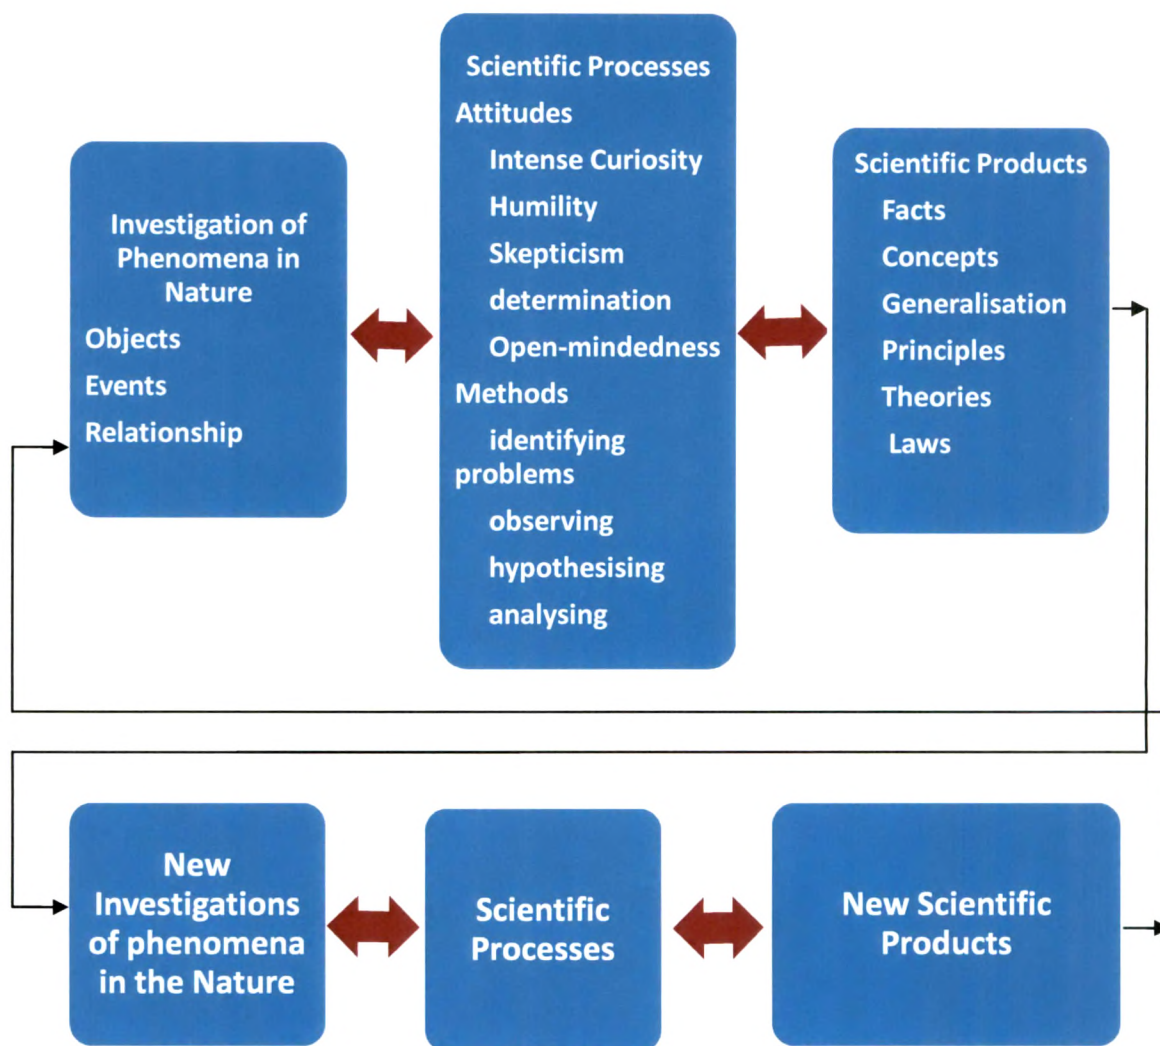 Investigation of
Phenomena in
Nature
Objects
Events
Relationship
Scientific Processes
Attitudes
Intense Curiosity
Humility
Skepticism
determination
Open-mindedness
Methods
identifying
problems
observing
hypothesising
analysing
Scientific Products
Facts
Concepts
Generalisation
Principles
Theories
Laws
New
Investigations
of phenomena
in the Nature
Scientific
Processes
New Scientific
Products